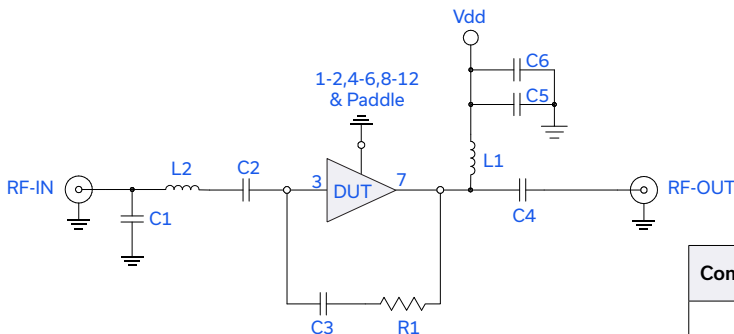 Vdd
C6
1-2,4-6,8-12
& Paddle
C5
L1
L2
C2
RF-IN
3
DUT
7
RF-OUT
C1
C4
C3
R1